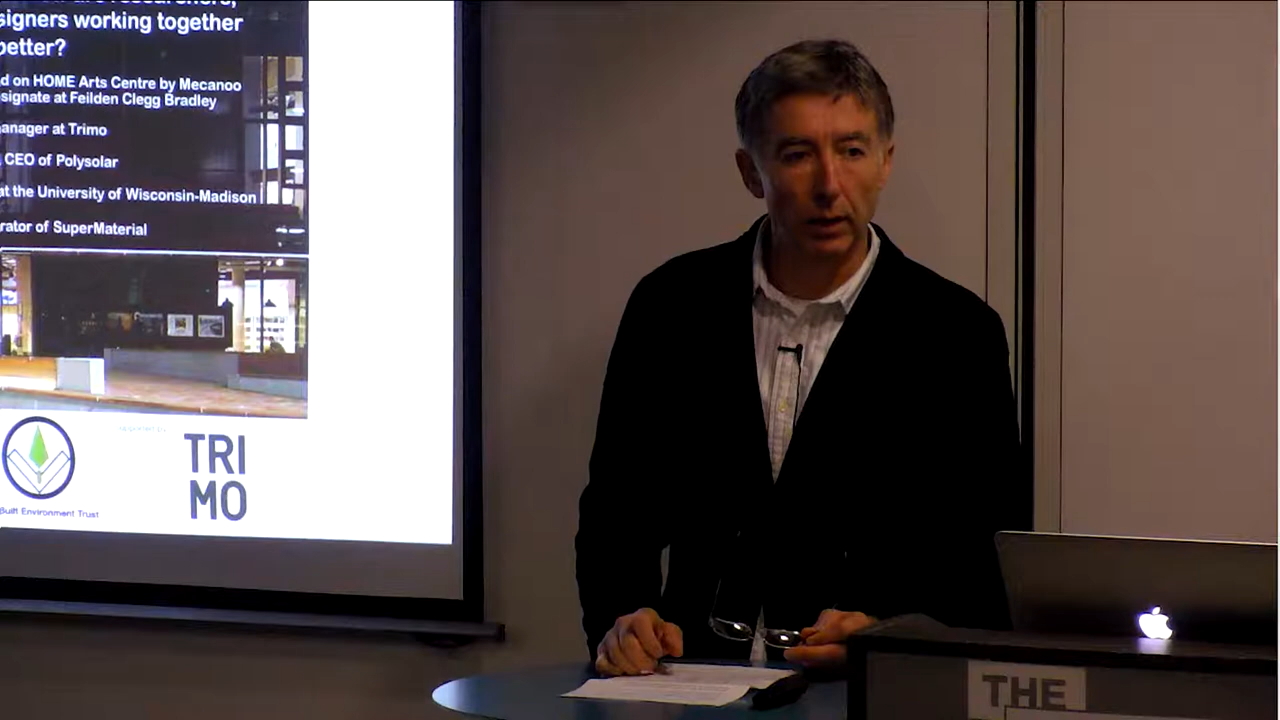 signers working together
better?
d on HOME Arts Centre by Mecanoo
signate at Feilden Clegg Bradley
anager at Trimo
CEO of Polysolar
at the University of Wisconsin-Madison
rator of SuperMaterial
Built Environment Trust
TRI
MO
THE